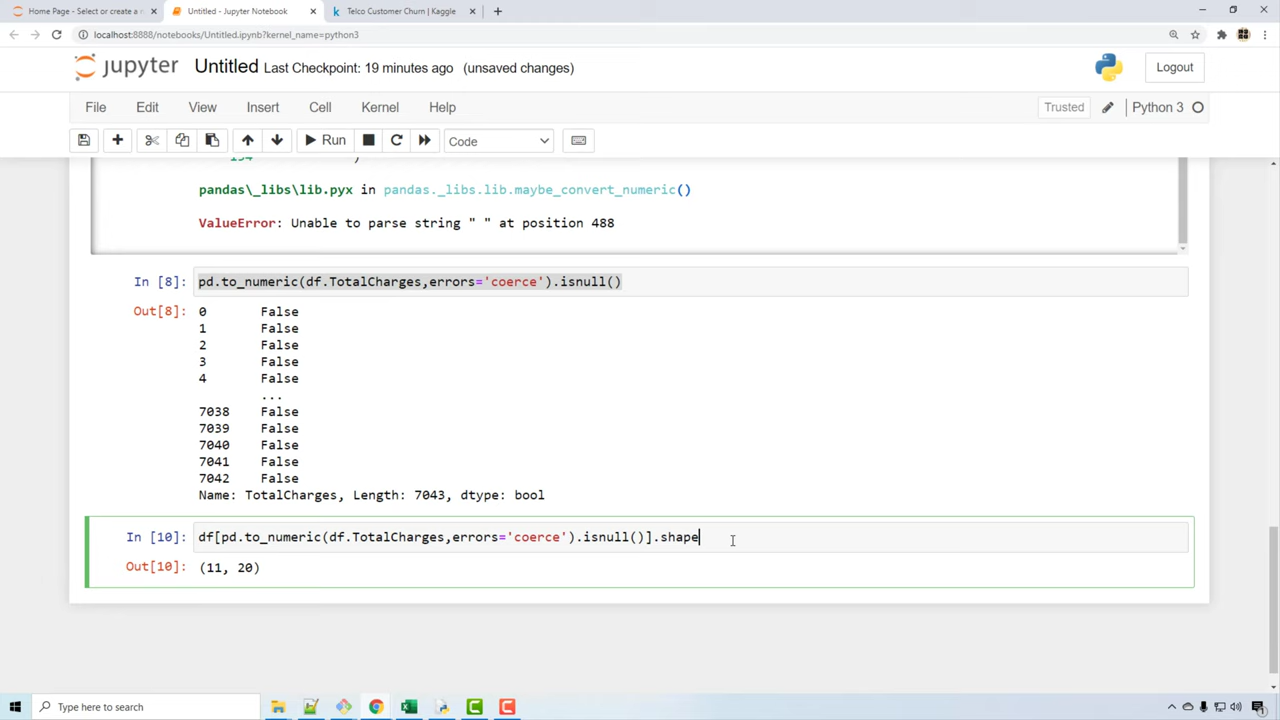 Home Page - Select or create a n
Untitled - Jupyter Notebook
Telco Customer Churn | Kaggle
localhost:8888/notebooks/Untitled.ipynb?kernel_name=python3
jupyter Untitled Last Checkpoint: 19 minutes ago (unsaved changes)
Logout
File Edit View Insert Cell Kernel Help
Trusted Python 3
Run Code
194 )
pandas\_libs\lib.pyx in pandas._libs.lib.maybe_convert_numeric()
ValueError: Unable to parse string " " at position 488
In [8]: pd.to_numeric(df.TotalCharges,errors='coerce').isnull()
Out[8]: 0 False
1 False
2 False
3 False
4 False
...
7038 False
7039 False
7040 False
7041 False
7042 False
Name: TotalCharges, Length: 7043, dtype: bool
In [10]: df[pd.to_numeric(df.TotalCharges,errors='coerce').isnull()].shape
Out[10]: (11, 20)
Type here to search